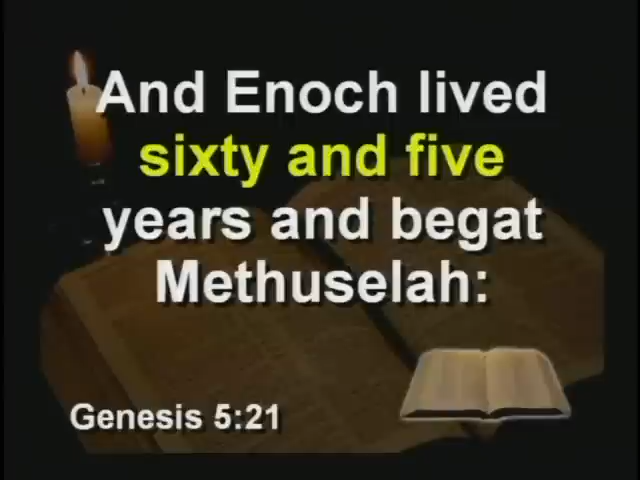 And Enoch lived
sixty and five
years and begat
Methuselah:
Genesis 5:21